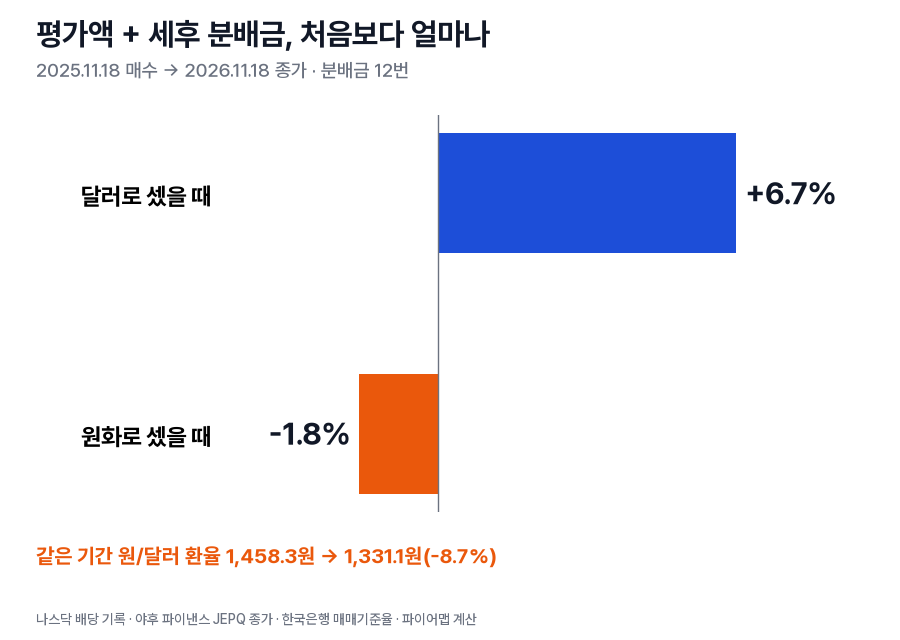 평가액 + 세후 분배금, 처음보다 얼마나
2025.11.18 매수 → 2026.11.18 종가 · 분배금 12번
달러로 셌을 때
+6.7%
원화로 셌을 때
-1.8%
같은 기간 원/달러 환율 1,458.3원 → 1,331.1원(-8.7%)
나스닥 배당 기록 · 야후 파이낸스 JEPQ 종가 · 한국은행 매매기준율 · 파이어맵 계산